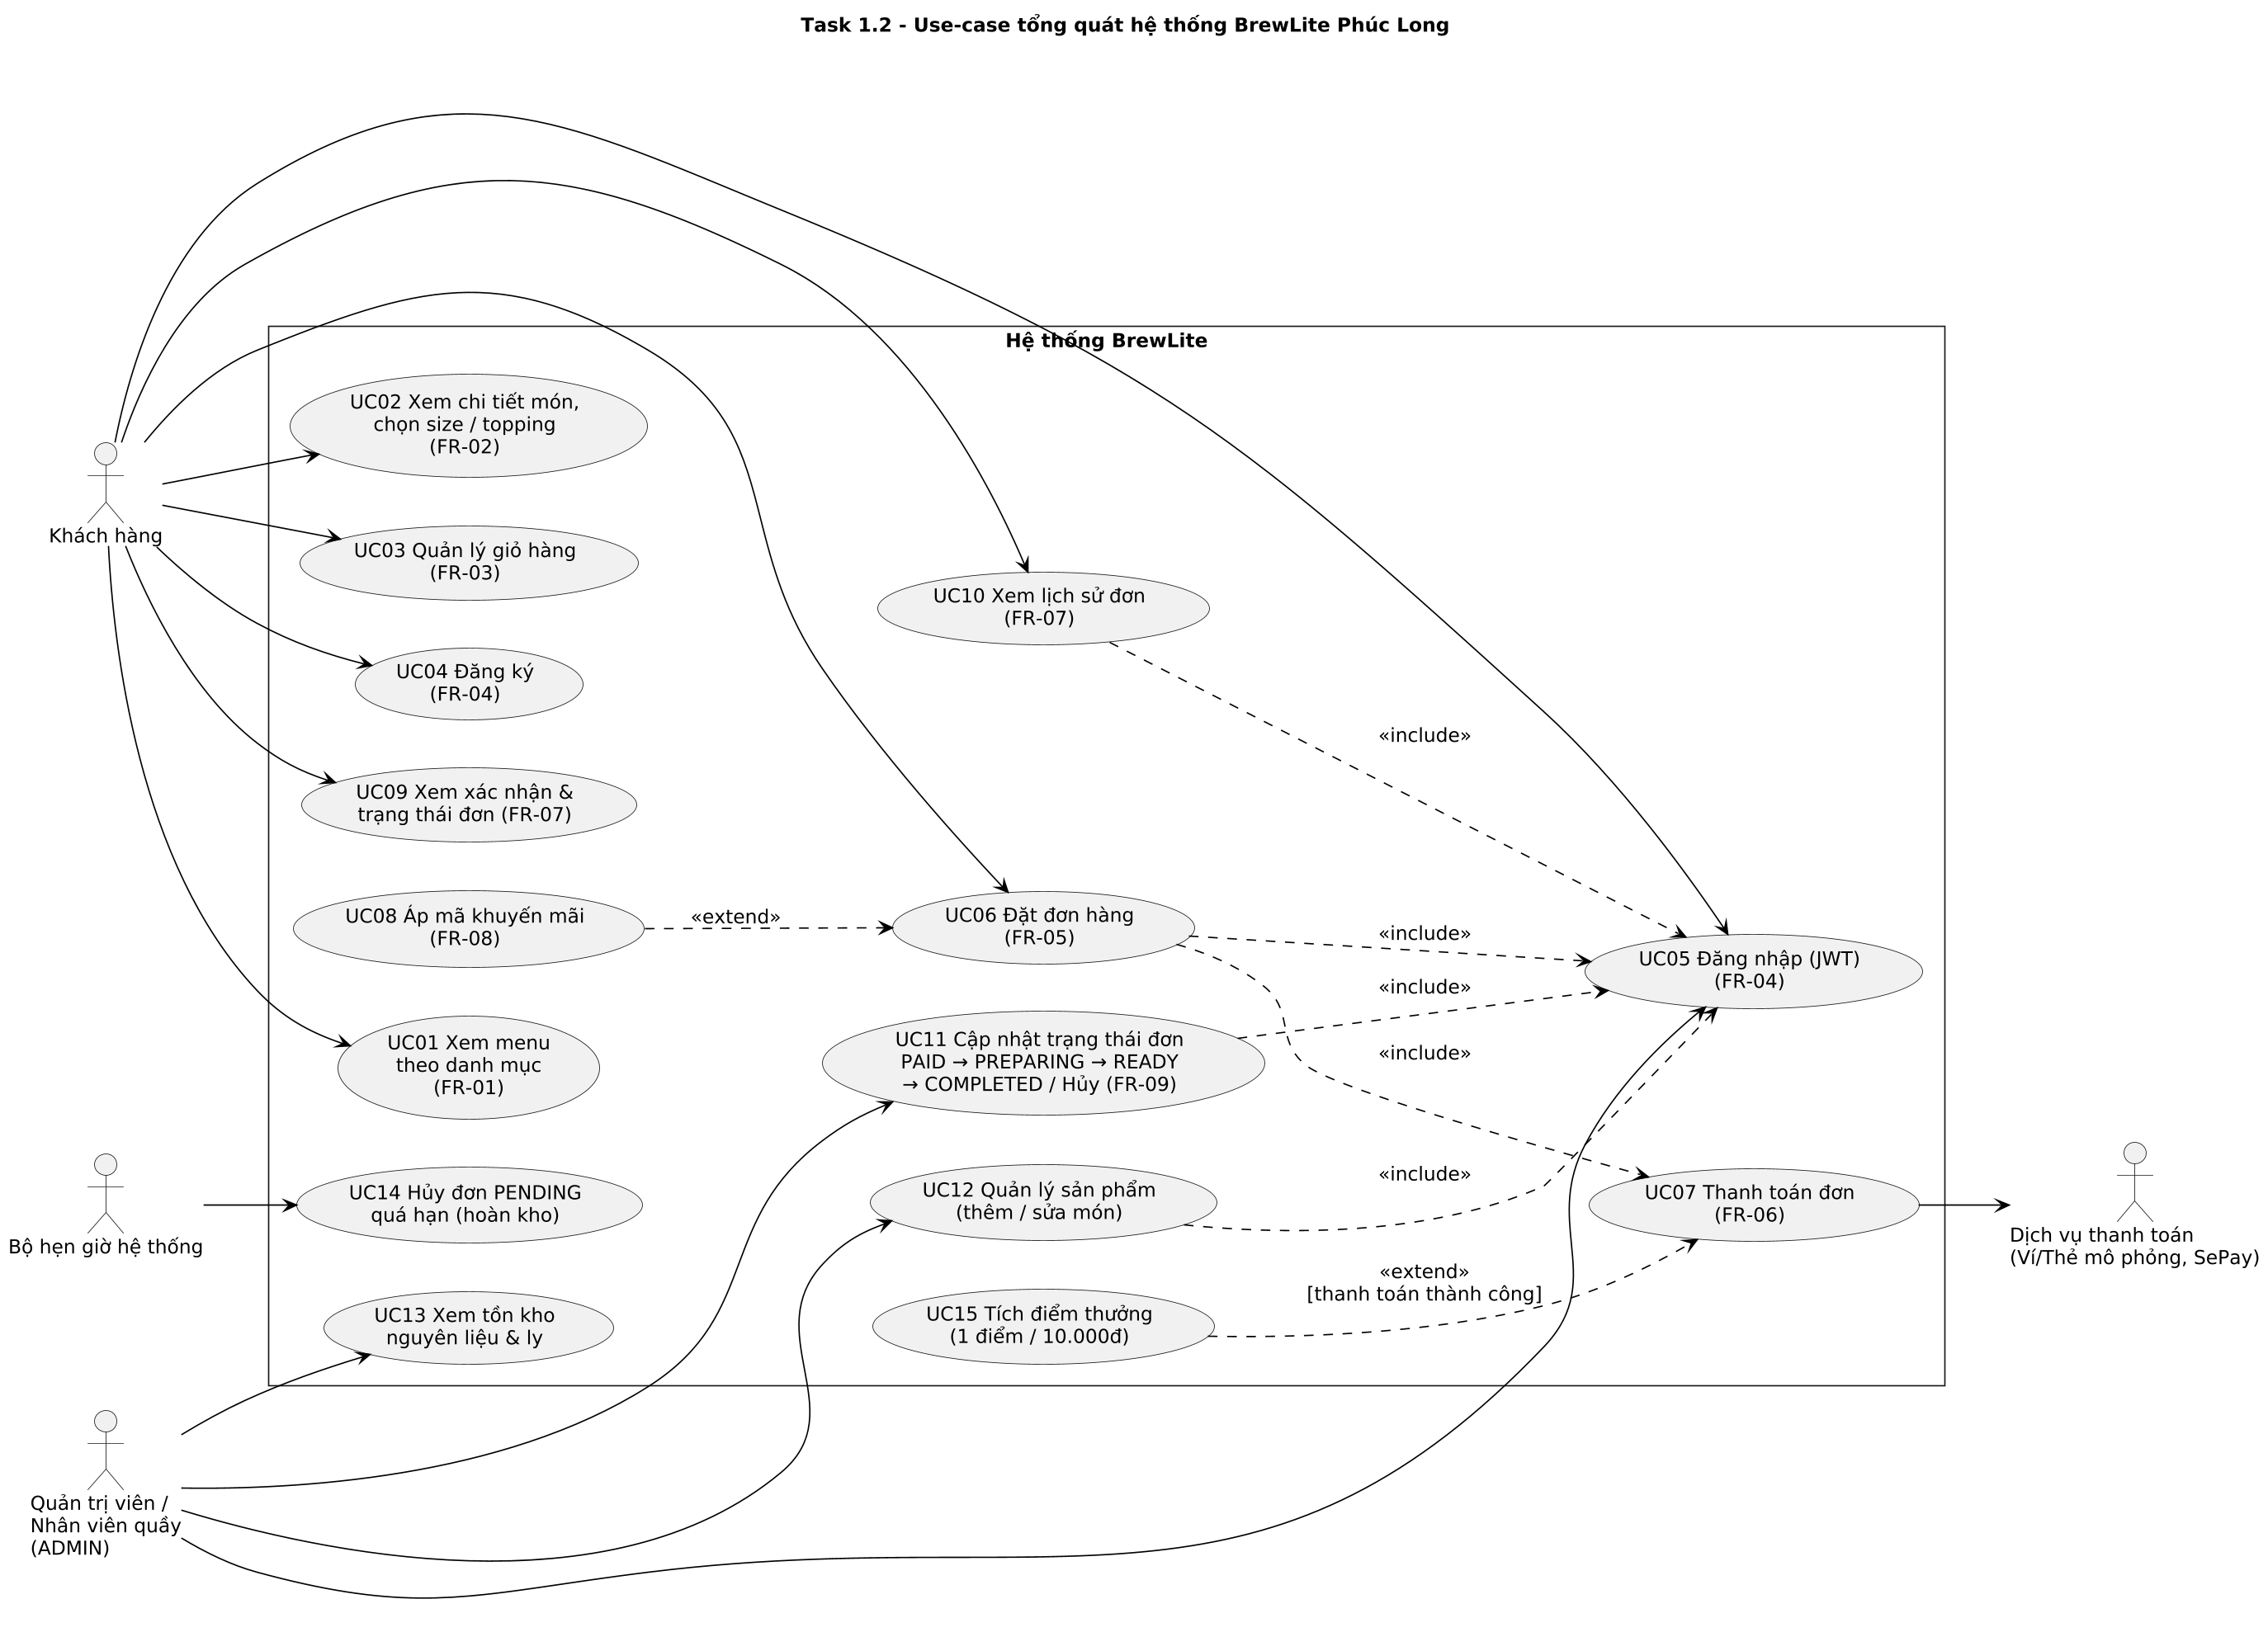 Task 1.2 - Use-case tổng quát hệ thống BrewLite Phúc Long
Hệ thống BrewLite
UC02 Xem chi tiết món,
chọn size / topping
(FR-02)
Khách hàng
UC03 Quản lý giỏ hàng
(FR-03)
UC10 Xem lịch sử đơn
(FR-07)
UC04 Đăng ký
(FR-04)
«include»
UC09 Xem xác nhận &
trạng thái đơn (FR-07)
UC08 Áp mã khuyến mãi
(FR-08)
«extend»
UC06 Đặt đơn hàng
(FR-05)
«include»
UC05 Đăng nhập (JWT)
(FR-04)
«include»
UC01 Xem menu
theo danh mục
(FR-01)
UC11 Cập nhật trạng thái đơn
PAID → PREPARING → READY
→ COMPLETED / Hủy (FR-09)
«include»
Bộ hẹn giờ hệ thống
UC14 Hủy đơn PENDING
quá hạn (hoàn kho)
UC12 Quản lý sản phẩm
(thêm / sửa món)
«include»
UC07 Thanh toán đơn
(FR-06)
Dịch vụ thanh toán
(Ví/Thẻ mô phỏng, SePay)
«extend»
[thanh toán thành công]
UC13 Xem tồn kho
nguyên liệu & ly
UC15 Tích điểm thưởng
(1 điểm / 10.000đ)
Quản trị viên /
Nhân viên quầy
(ADMIN)